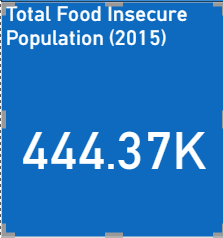 Total Food Insecure
Population (2015)
444.37K